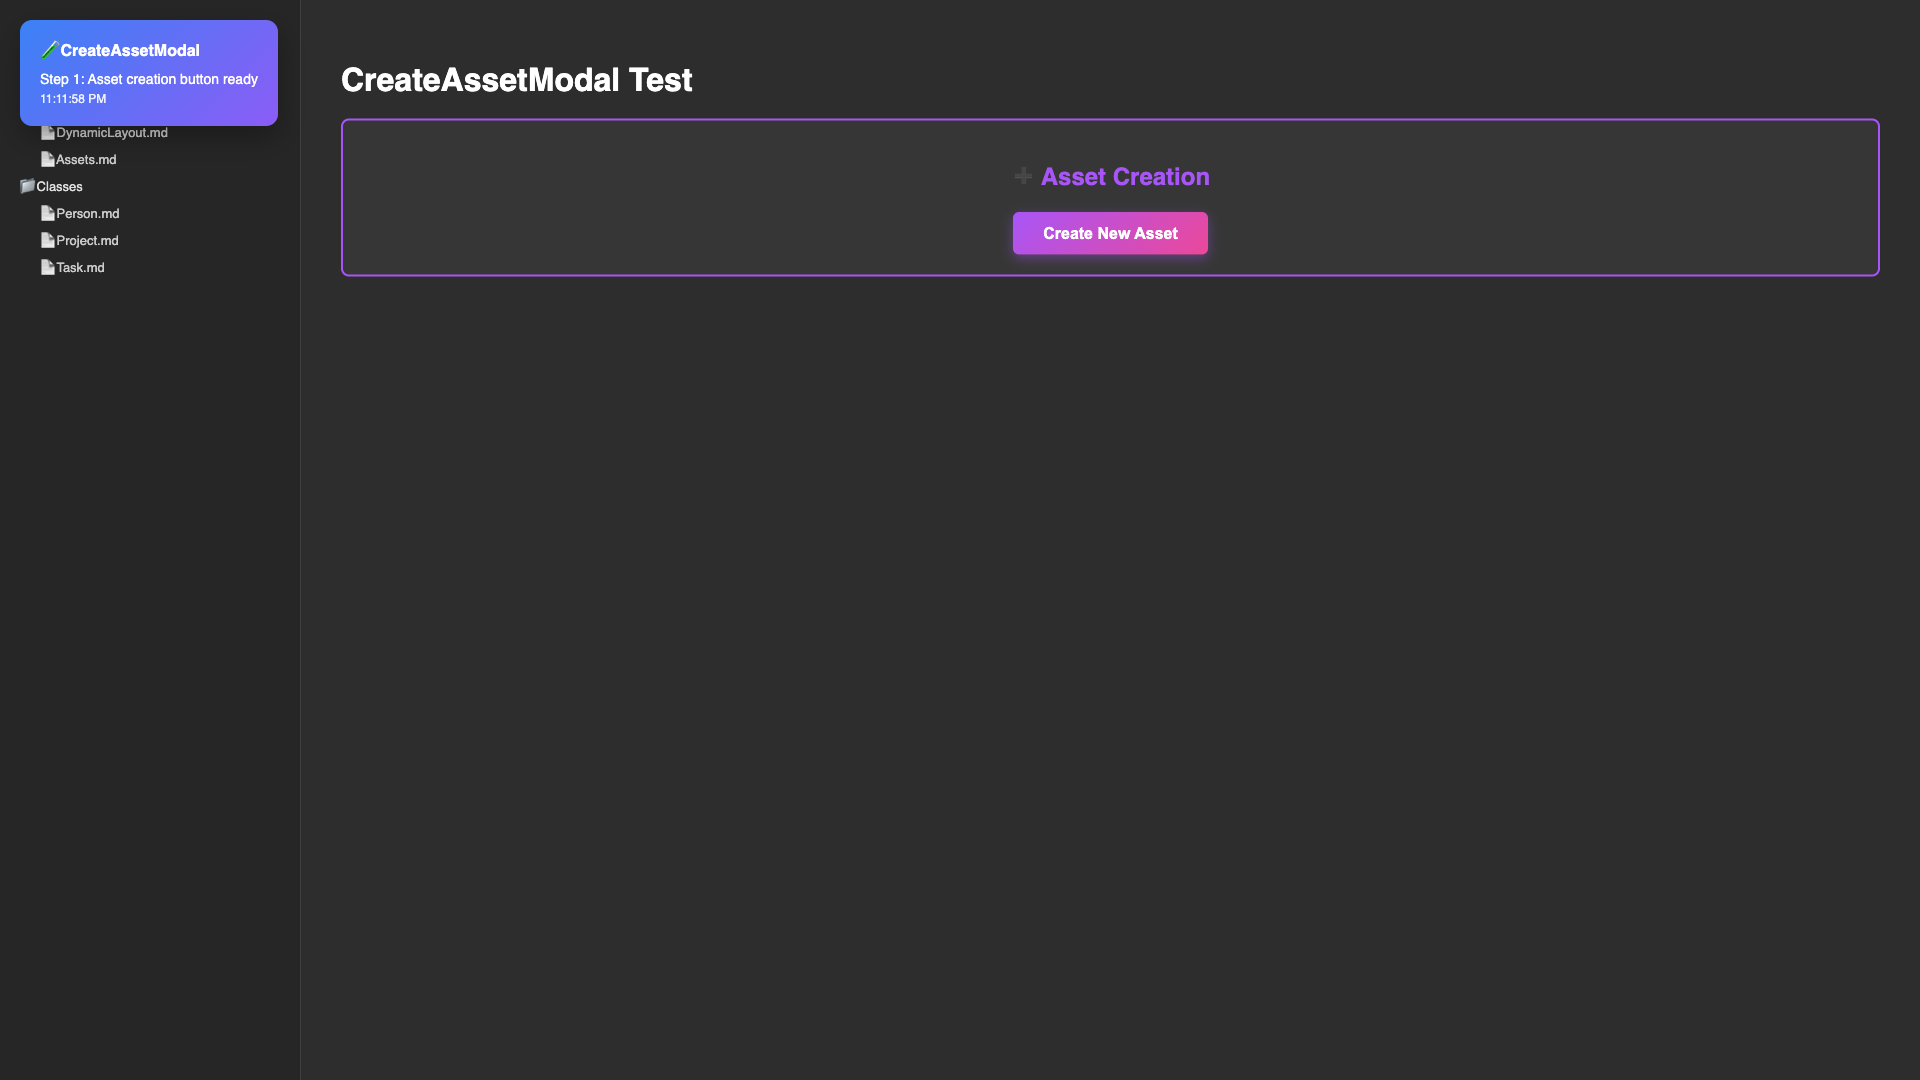 CreateAssetModal
Step 1: Asset creation button ready
11:11:58 PM
DynamicLayout.md
Assets.md
Classes
Person.md
Project.md
Task.md
CreateAssetModal Test
➕ Asset Creation
Create New Asset